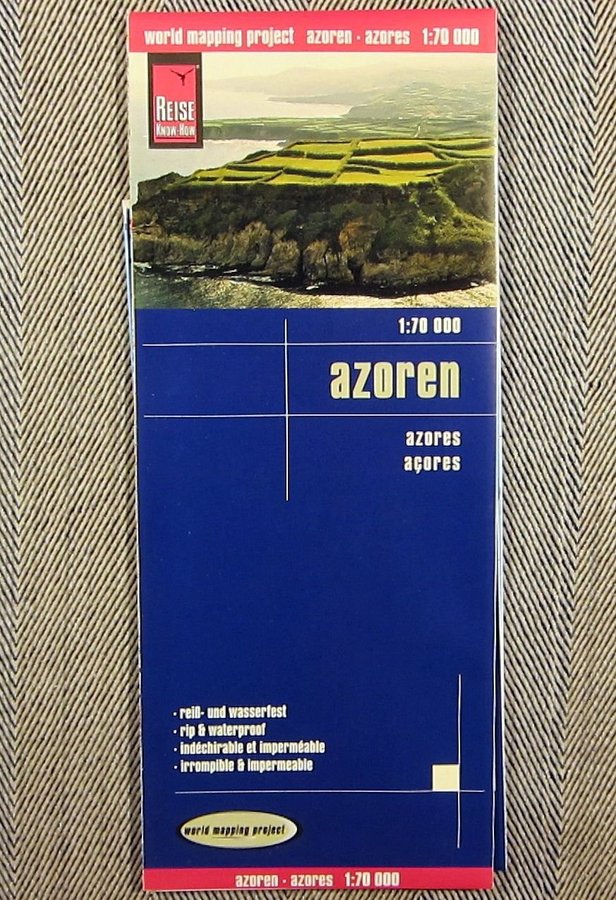 world mapping project azoren · azores 1:70 000
REISE
KNOW-HOW
1:70 000
azoren
azores
açores
· reiß- und wasserfest
· rip & waterproof
· indéchirable et imperméable
· irrompible & impermeable
world mapping project
azoren · azores 1:70 000